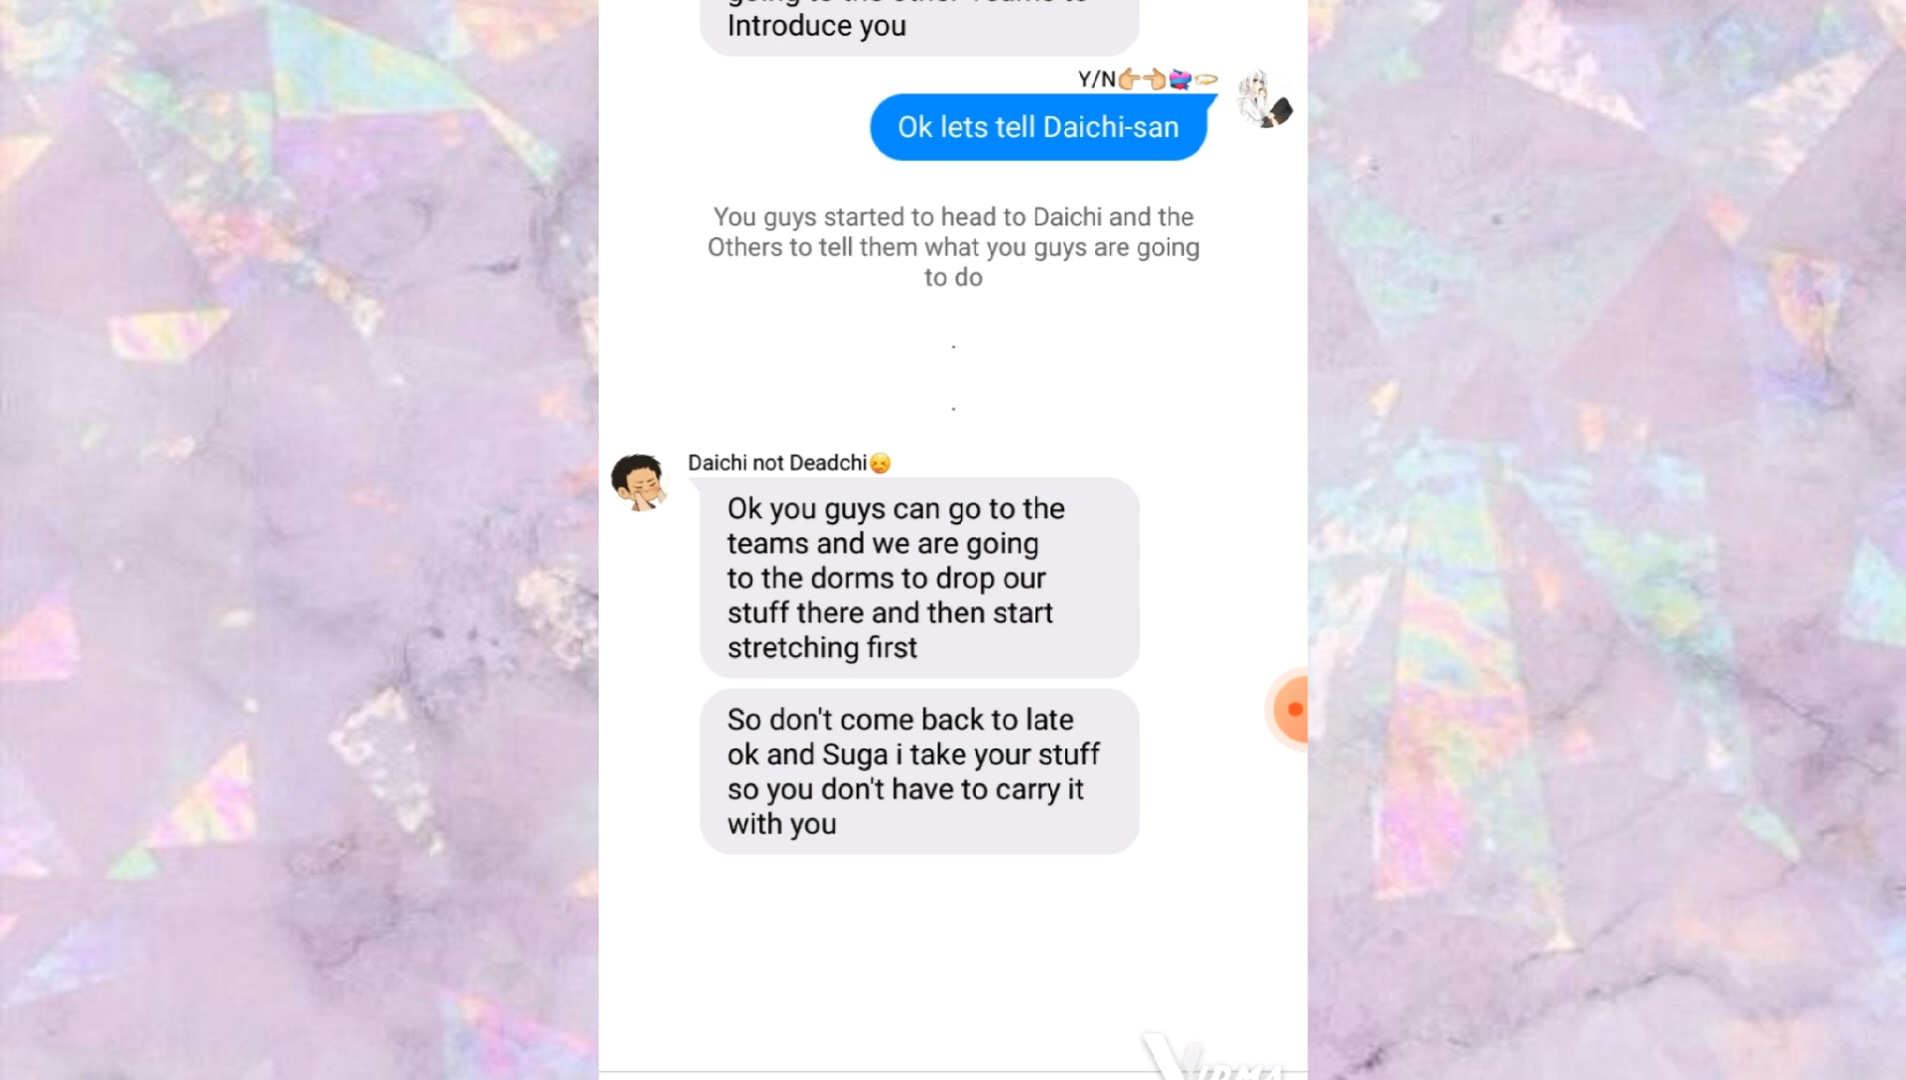 Introduce you
Y/N👉👈💝💫
Ok lets tell Daichi-san
You guys started to head to Daichi and the
Others to tell them what you guys are going
to do
.
.
Daichi not Deadchi😝
Ok you guys can go to the
teams and we are going
to the dorms to drop our
stuff there and then start
stretching first
So don't come back to late
ok and Suga i take your stuff
so you don't have to carry it
with you